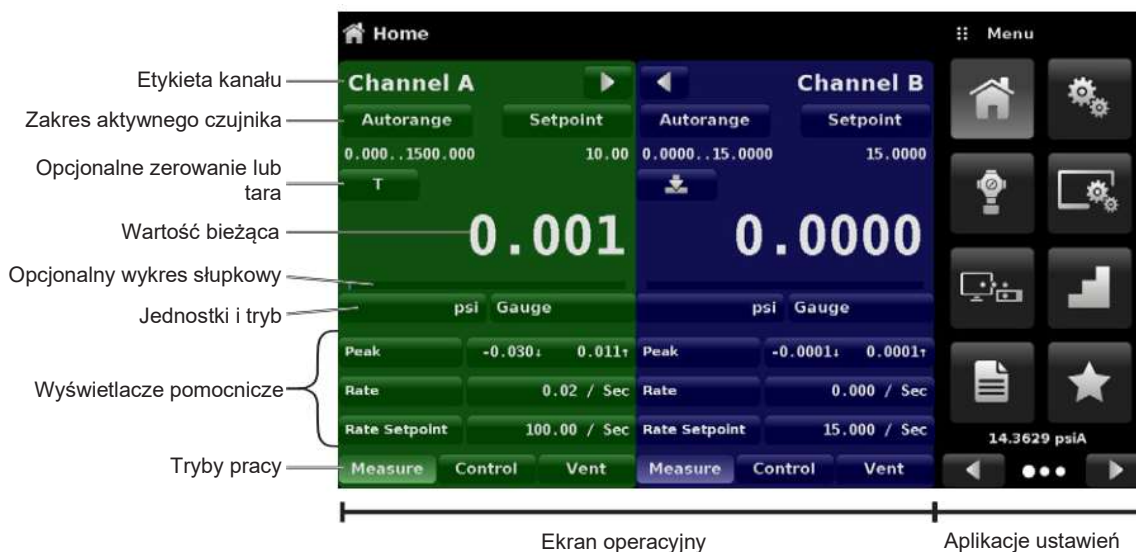 Home
Menu
Etykieta kanału
Channel A
Channel B
Zakres aktywnego czujnika
Autorange
Setpoint
Autorange
Setpoint
0.000..1500.000
10.00
0.0000..15.0000
15.0000
Opcjonalne zerowanie lub
tara
T
Wartość bieżąca
0.001
0.0000
Opcjonalny wykres słupkowy
Jednostki i tryb
psi
Gauge
psi
Gauge
Wyświetlacze pomocnicze
Peak
-0.030↓
0.011↑
Peak
-0.0001↓
0.0001↑
Rate
0.02 / Sec
Rate
0.000 / Sec
Rate Setpoint
100.00 / Sec
Rate Setpoint
15.000 / Sec
14.3629 psiA
Tryby pracy
Measure
Control
Vent
Measure
Control
Vent
Ekran operacyjny
Aplikacje ustawień